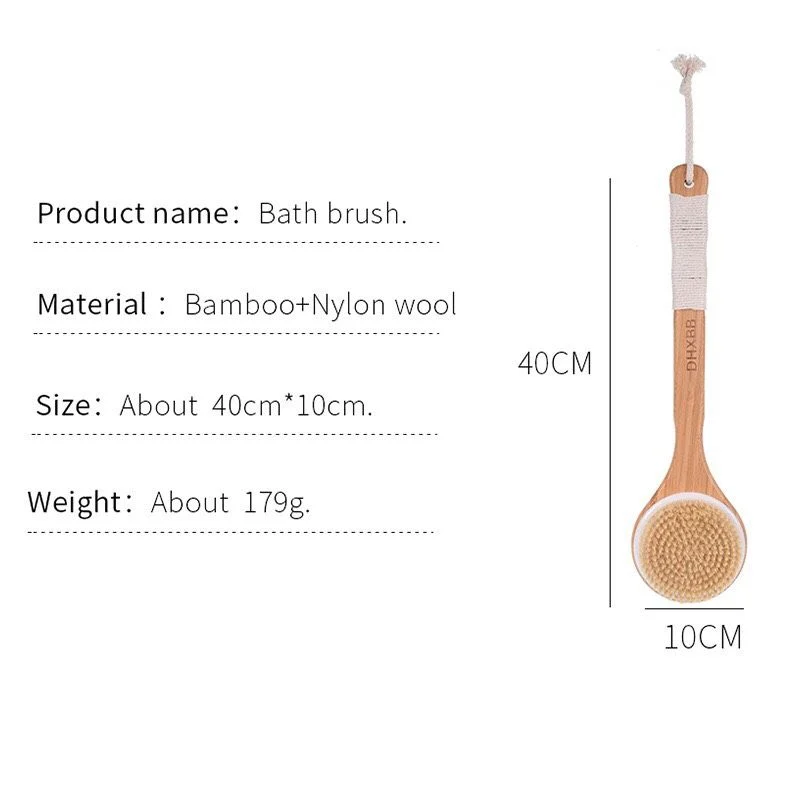 Product name： Bath brush.
Material ： Bamboo+Nylon wool
Size： About 40cm*10cm.
Weight： About 179g.
40CM
DHXBB
10CM